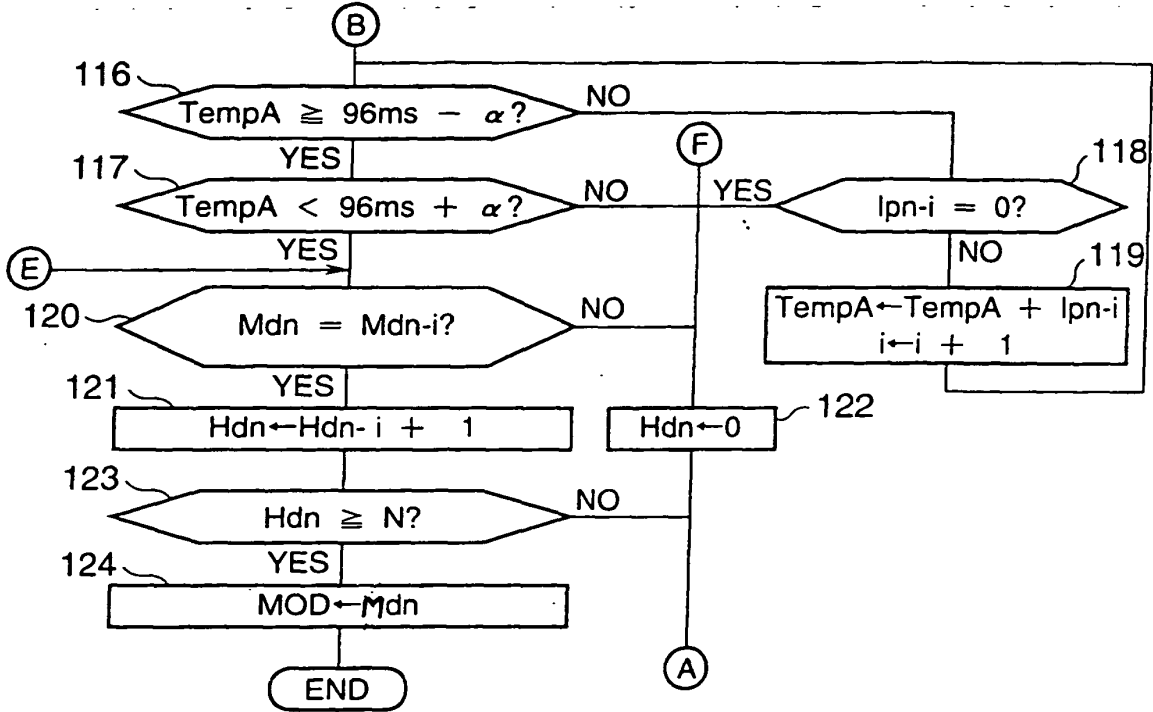 B
116
TempA ≧ 96ms − α?
NO
YES
F
117
TempA < 96ms + α?
NO
YES
118
Ipn-i = 0?
YES
NO
E
119
TempA←TempA + Ipn-i
i←i + 1
120
Mdn = Mdn-i?
NO
YES
121
Hdn←Hdn-i + 1
122
Hdn←0
123
Hdn ≧ N?
NO
YES
124
MOD←Mdn
END
A